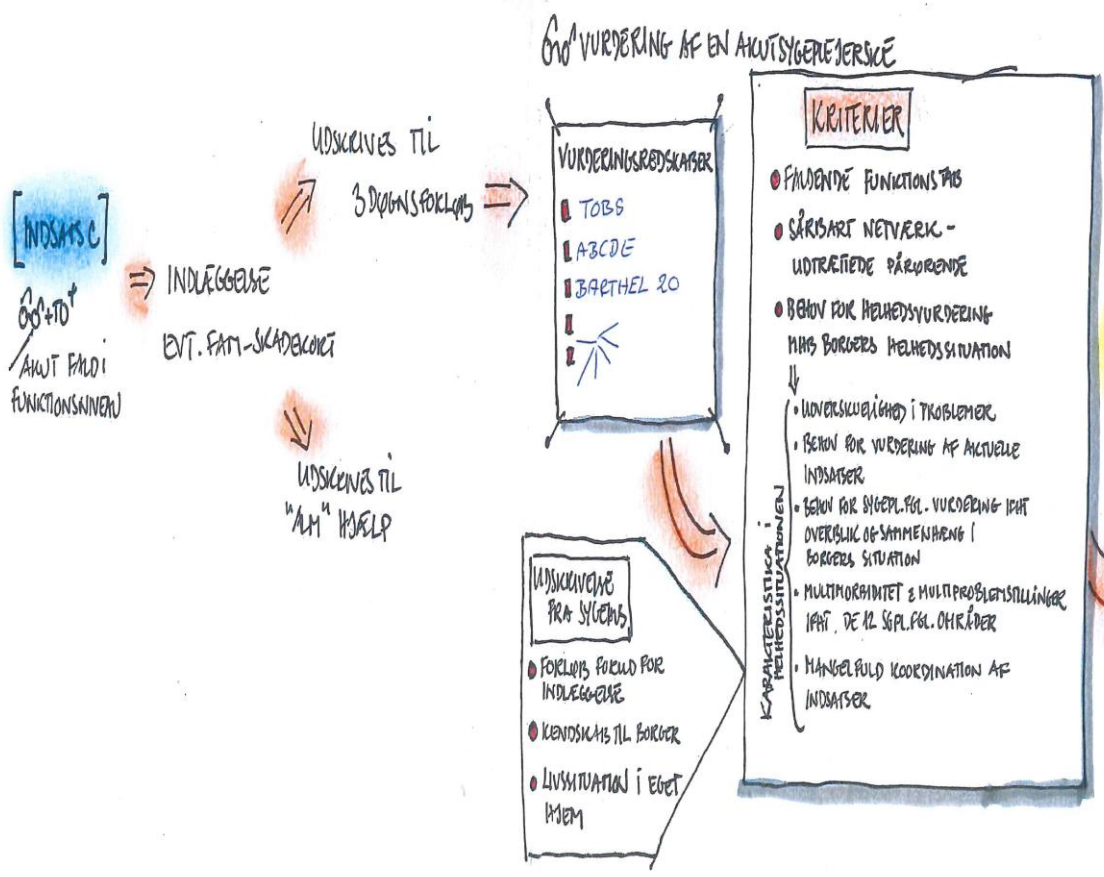 VURDERING AF EN AKUTSYGEPLEJERSKE
[INDSATS C]
+TD+
AKUT FALD I
FUNKTIONSNIVEAU
INDLÆGGELSE
EVT. FAM-SKADEKORT
UDSKRIVES TIL
3 DØGNSFORLØB
UDSKRIVES TIL
"ALM" HJÆLP
VURDERINGSREDSKABER
TOBS
ABCDE
BARTHEL 20
UDSKRIVELSE
FRA SYGEHUS
FORLØB FORUD FOR
INDLÆGGELSE
KENDSKAB TIL BORGER
LIVSSITUATION I EGET
HJEM
KRITERIER
FALDENDE FUNKTIONSTAB
SÅRBART NETVÆRK -
UDTRÆTTEDE PÅRØRENDE
BEHOV FOR HELHEDSVURDERING
MHB BORGERS HELHEDSSITUATION
KARAKTERISTIKA I
HELHEDSSITUATIONEN
• UOVERSKUELIGHED I PROBLEMER
• BEHOV FOR VURDERING AF AKTUELLE
INDSATSER
• BEHOV FOR SYGEPL.FGL. VURDERING IFHT
OVERBLIK OG SAMMENHÆNG I
BORGERS SITUATION
• MULTIMORBIDITET & MULTIPROBLEMSTILLINGER
IFHT. DE 12 SGPL.FGL. OMRÅDER
• MANGELFULD KOORDINATION AF
INDSATSER